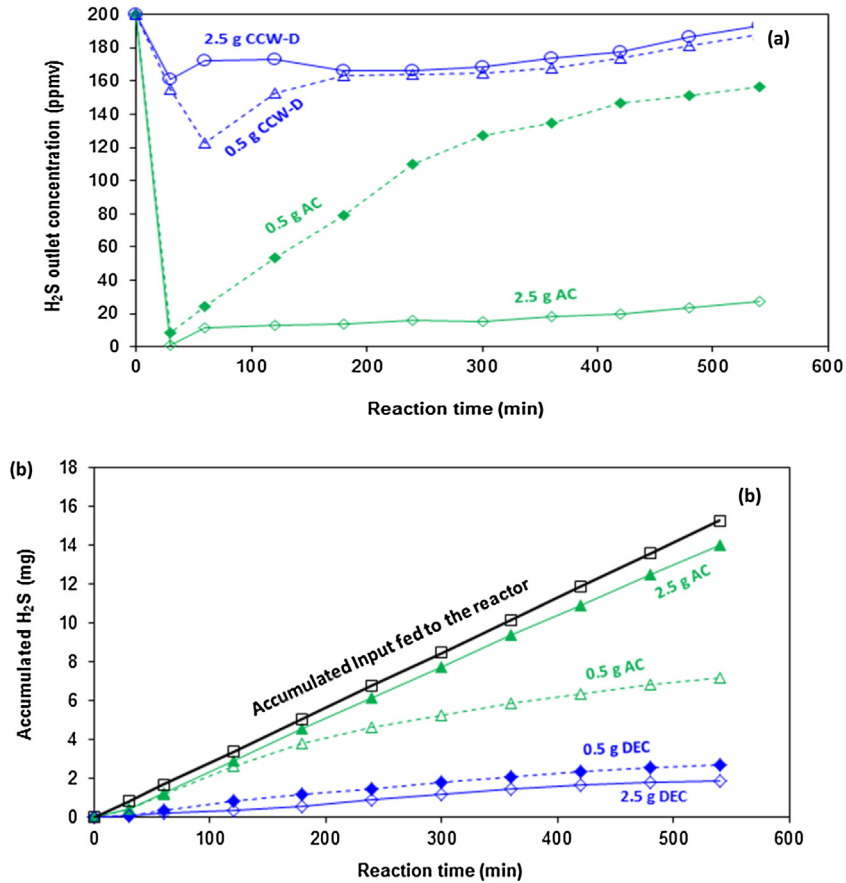 200
180
160
140
120
100
80
60
40
20
0
H₂S outlet concentration (ppmv)
(a)
2.5 g CCW-D
0.5 g CCW-D
0.5 g AC
2.5 g AC
0 100 200 300 400 500 600
Reaction time (min)
(b)
18
16
14
12
10
8
6
4
2
0
Accumulated H₂S (mg)
(b)
Accumulated Input fed to the reactor
2.5 g AC
0.5 g AC
0.5 g DEC
2.5 g DEC
0 100 200 300 400 500 600
Reaction time (min)